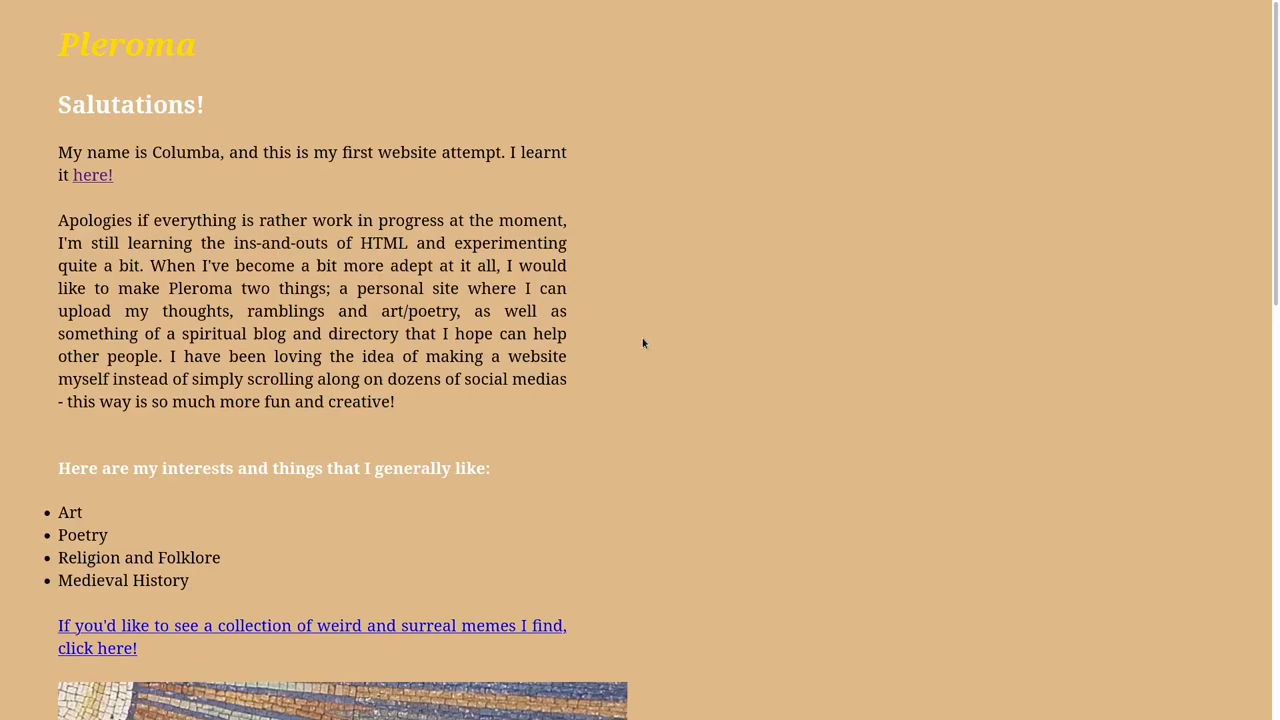 Pleroma
Salutations!
My name is Columba, and this is my first website attempt. I learnt
it here!
Apologies if everything is rather work in progress at the moment,
I'm still learning the ins-and-outs of HTML and experimenting
quite a bit. When I've become a bit more adept at it all, I would
like to make Pleroma two things; a personal site where I can
upload my thoughts, ramblings and art/poetry, as well as
something of a spiritual blog and directory that I hope can help
other people. I have been loving the idea of making a website
myself instead of simply scrolling along on dozens of social medias
- this way is so much more fun and creative!
Here are my interests and things that I generally like:
• Art
• Poetry
• Religion and Folklore
• Medieval History
If you'd like to see a collection of weird and surreal memes I find,
click here!